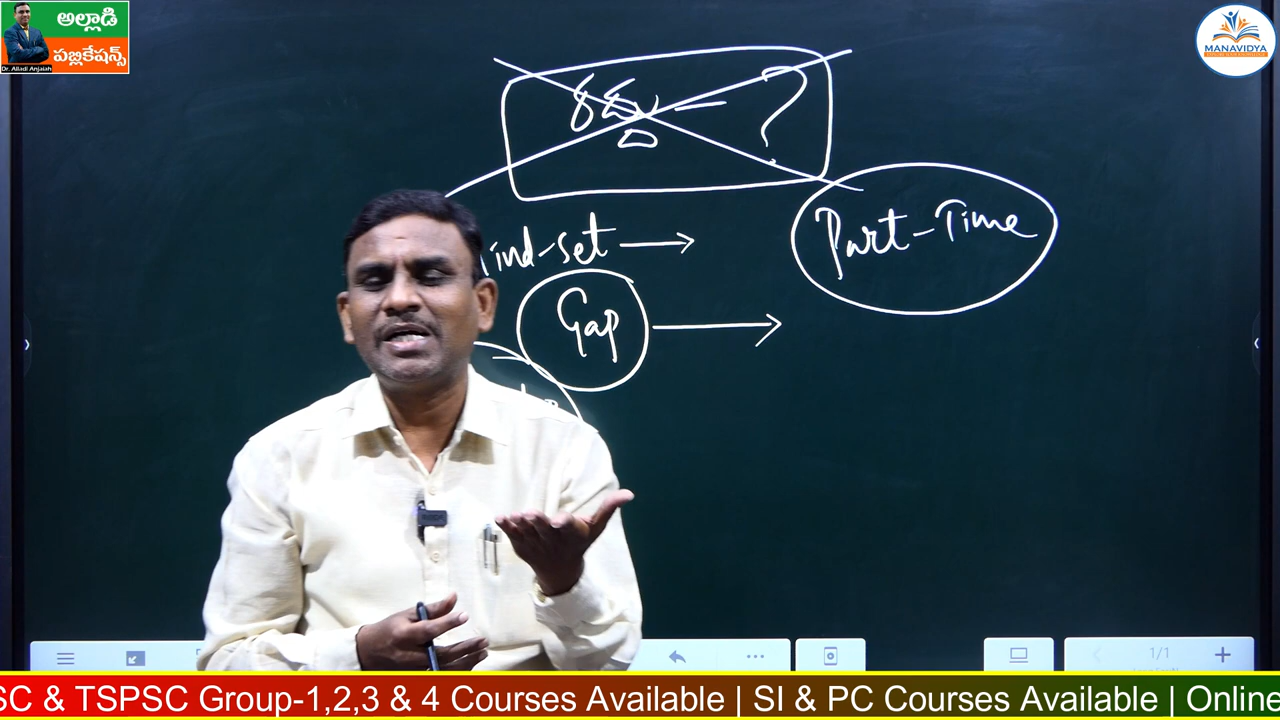 అల్లాడి
పబ్లికేషన్స్
Dr. Alladi Anjaiah
MANAVIDYA
?
ind-set →
Part-Time
Gap →
1/1
SC & TSPSC Group-1,2,3 & 4 Courses Available | SI & PC Courses Available | Online